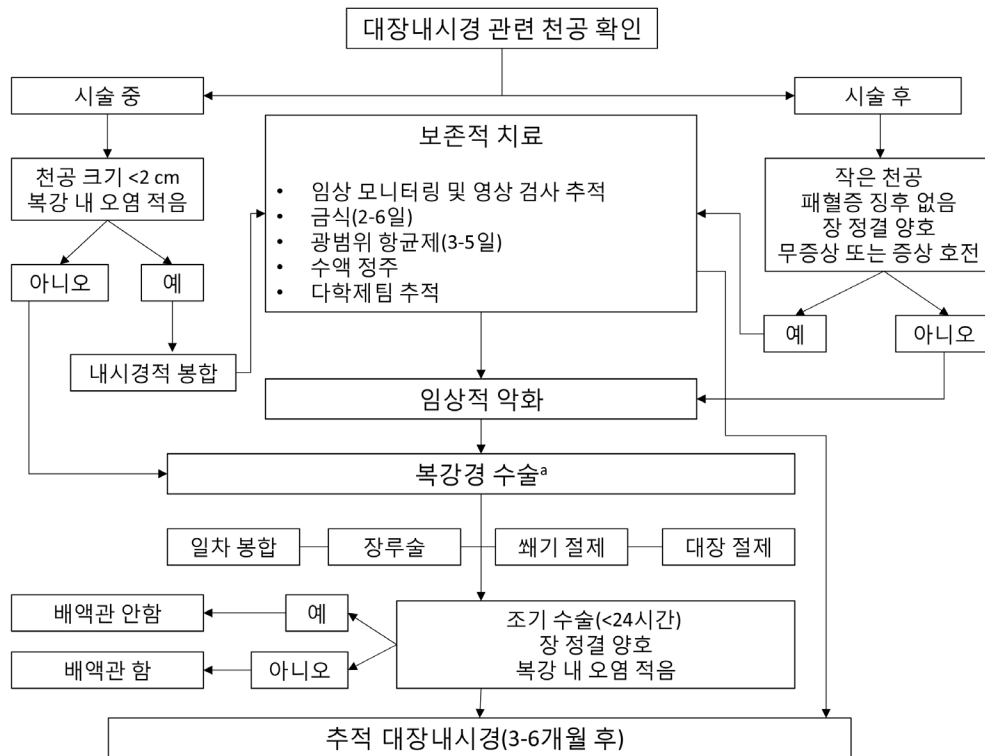 대장내시경 관련 천공 확인
시술 중
시술 후
천공 크기 <2 cm
복강 내 오염 적음
아니오
예
내시경적 봉합
보존적 치료
• 임상 모니터링 및 영상 검사 추적
• 금식(2-6일)
• 광범위 항균제(3-5일)
• 수액 정주
• 다학제팀 추적
작은 천공
패혈증 징후 없음
장 정결 양호
무증상 또는 증상 호전
예
아니오
임상적 악화
복강경 수술ᵃ
일차 봉합
장루술
쐐기 절제
대장 절제
배액관 안함
예
배액관 함
아니오
조기 수술(<24시간)
장 정결 양호
복강 내 오염 적음
추적 대장내시경(3-6개월 후)